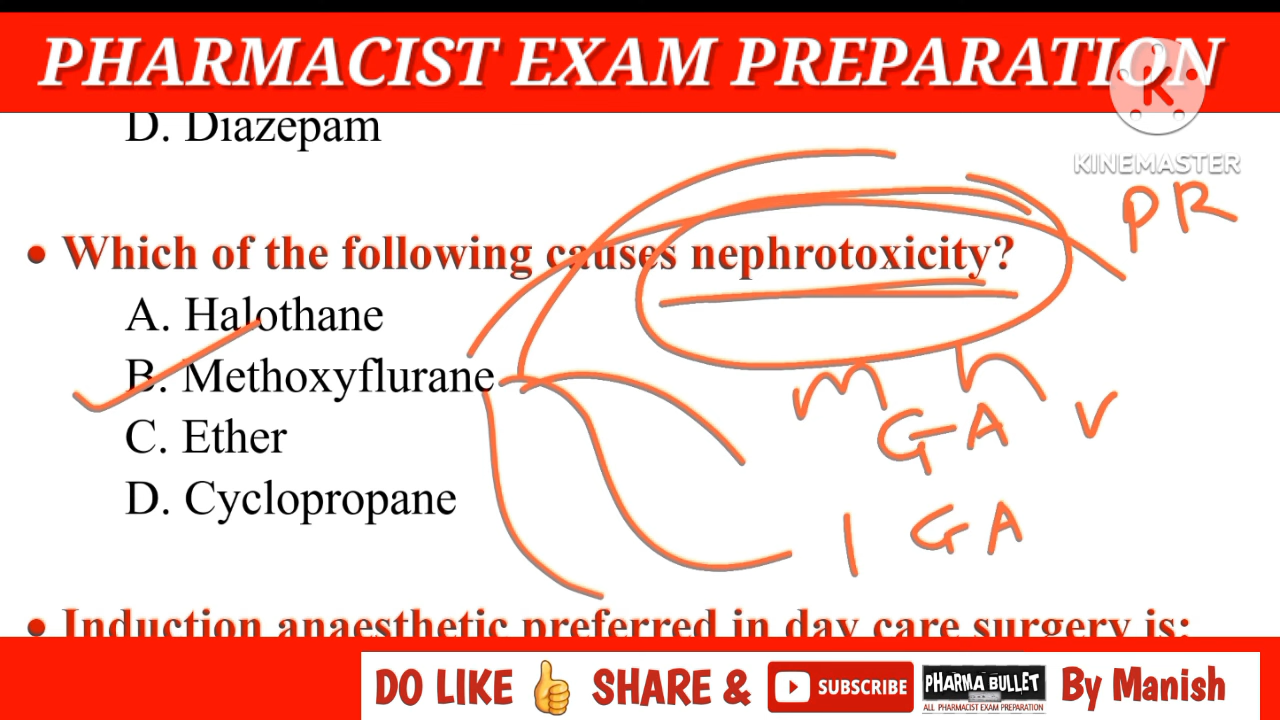 PHARMACIST EXAM PREPARATION
K
KINEMASTER
D. Diazepam
PR
• Which of the following causes nephrotoxicity?
A. Halothane
B. Methoxyflurane
C. Ether
D. Cyclopropane
m n
GA v
I GA
• Induction anaesthetic preferred in day care surgery is:
DO LIKE 👍 SHARE & SUBSCRIBE PHARMA BULLET By Manish
ALL PHARMACIST EXAM PREPARATION